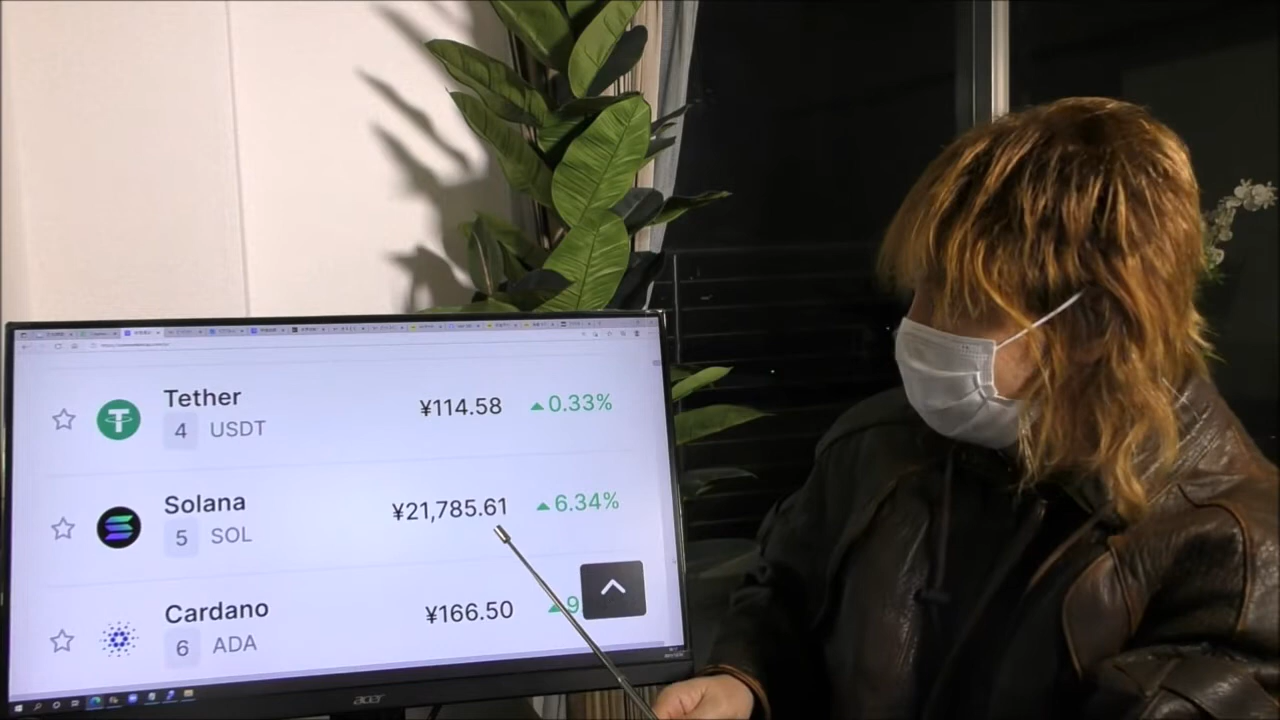 Tether
¥114.58
0.33%
4 USDT
Solana
¥21,785.61
6.34%
5 SOL
Cardano
¥166.50
9
6 ADA
acer